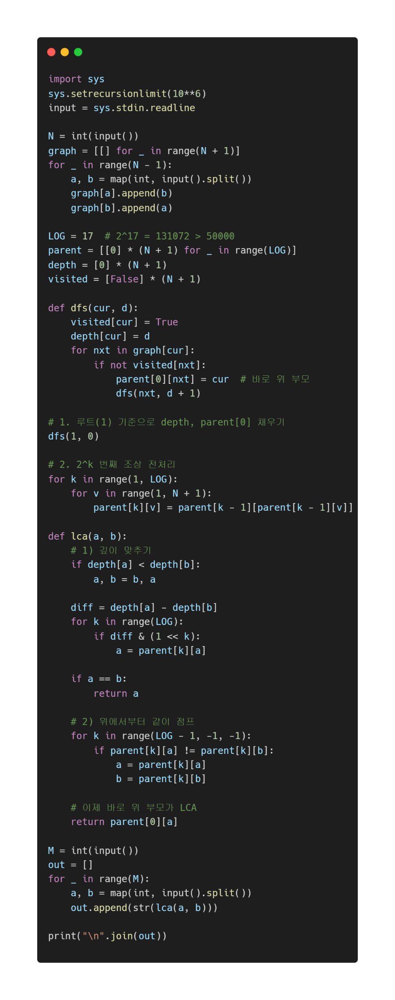 import sys
sys.setrecursionlimit(10**6)
input = sys.stdin.readline

N = int(input())
graph = [[] for _ in range(N + 1)]
for _ in range(N - 1):
    a, b = map(int, input().split())
    graph[a].append(b)
    graph[b].append(a)

LOG = 17  # 2^17 = 131072 > 50000
parent = [[0] * (N + 1) for _ in range(LOG)]
depth = [0] * (N + 1)
visited = [False] * (N + 1)

def dfs(cur, d):
    visited[cur] = True
    depth[cur] = d
    for nxt in graph[cur]:
        if not visited[nxt]:
            parent[0][nxt] = cur  # 바로 위 부모
            dfs(nxt, d + 1)

# 1. 루트(1) 기준으로 depth, parent[0] 채우기
dfs(1, 0)

# 2. 2^k 번째 조상 전처리
for k in range(1, LOG):
    for v in range(1, N + 1):
        parent[k][v] = parent[k - 1][parent[k - 1][v]]

def lca(a, b):
    # 1) 깊이 맞추기
    if depth[a] < depth[b]:
        a, b = b, a

    diff = depth[a] - depth[b]
    for k in range(LOG):
        if diff & (1 << k):
            a = parent[k][a]

    if a == b:
        return a

    # 2) 위에서부터 같이 점프
    for k in range(LOG - 1, -1, -1):
        if parent[k][a] != parent[k][b]:
            a = parent[k][a]
            b = parent[k][b]

    # 이제 바로 위 부모가 LCA
    return parent[0][a]

M = int(input())
out = []
for _ in range(M):
    a, b = map(int, input().split())
    out.append(str(lca(a, b)))

print("\n".join(out))